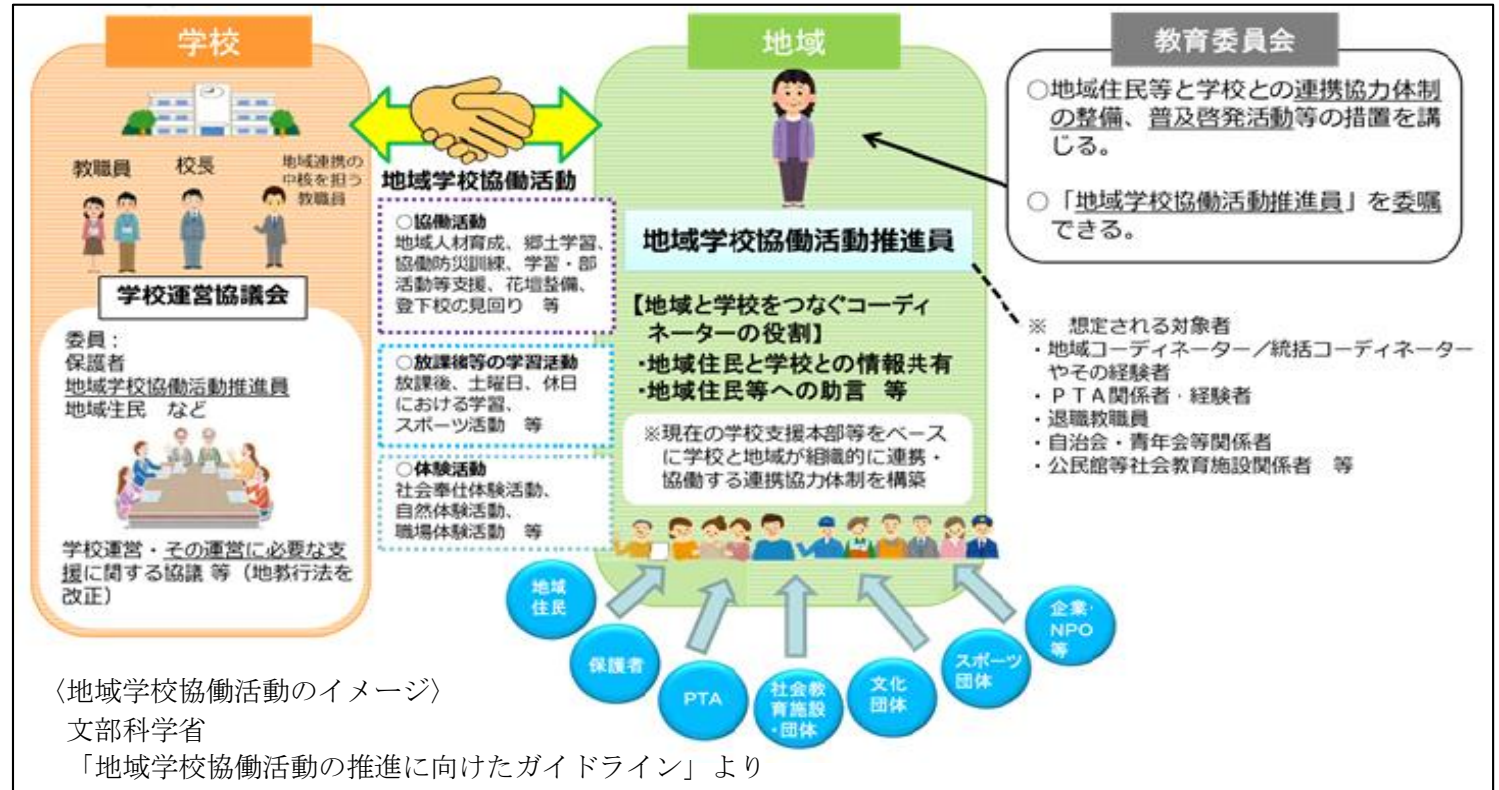 学校
教職員
校長
地域連携の
中核を担う
教職員
学校運営協議会
委員：
保護者
地域学校協働活動推進員
地域住民　など
学校運営・その運営に必要な支
援に関する協議 等（地教行法を
改正）
地域学校協働活動
○協働活動
地域人材育成、郷土学習、
協働防災訓練、学習・部
活動等支援、花壇整備、
登下校の見回り　等
○放課後等の学習活動
放課後、土曜日、休日
における学習、
スポーツ活動　等
○体験活動
社会奉仕体験活動、
自然体験活動、
職場体験活動　等
地域
地域学校協働活動推進員
【地域と学校をつなぐコーディ
ネーターの役割】
・地域住民と学校との情報共有
・地域住民等への助言　等
※現在の学校支援本部等をベース
に学校と地域が組織的に連携・
協働する連携協力体制を構築
地域
住民
保護者
PTA
社会教
育施設
・団体
文化
団体
スポーツ
団体
企業・
NPO
等
教育委員会
○地域住民等と学校との連携協力体制
の整備、普及啓発活動等の措置を講
じる。
○「地域学校協働活動推進員」を委嘱
できる。
※　想定される対象者
・地域コーディネーター／統括コーディネーター
やその経験者
・ＰＴＡ関係者・経験者
・退職教職員
・自治会・青年会等関係者
・公民館等社会教育施設関係者　等
〈地域学校協働活動のイメージ〉
文部科学省
「地域学校協働活動の推進に向けたガイドライン」より